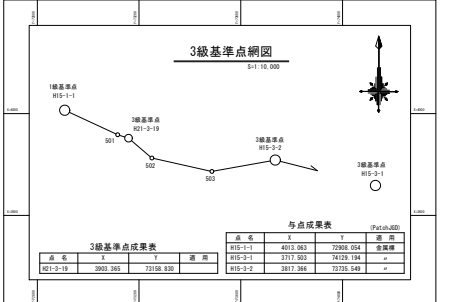 3級基準点網図
S=1:10,000
1級基準点
H15-1-1
3級基準点
H21-3-19
501
502
503
3級基準点
H15-3-2
3級基準点
H15-3-1
3級基準点成果表
点 名 X Y 適 用
H21-3-19 3903.365 73158.830
与点成果表 (PatchJGD)
点 名 X Y 適 用
H15-1-1 4013.063 72908.054 金属標
H15-3-1 3717.503 74129.194 〃
H15-3-2 3817.366 73735.549 〃